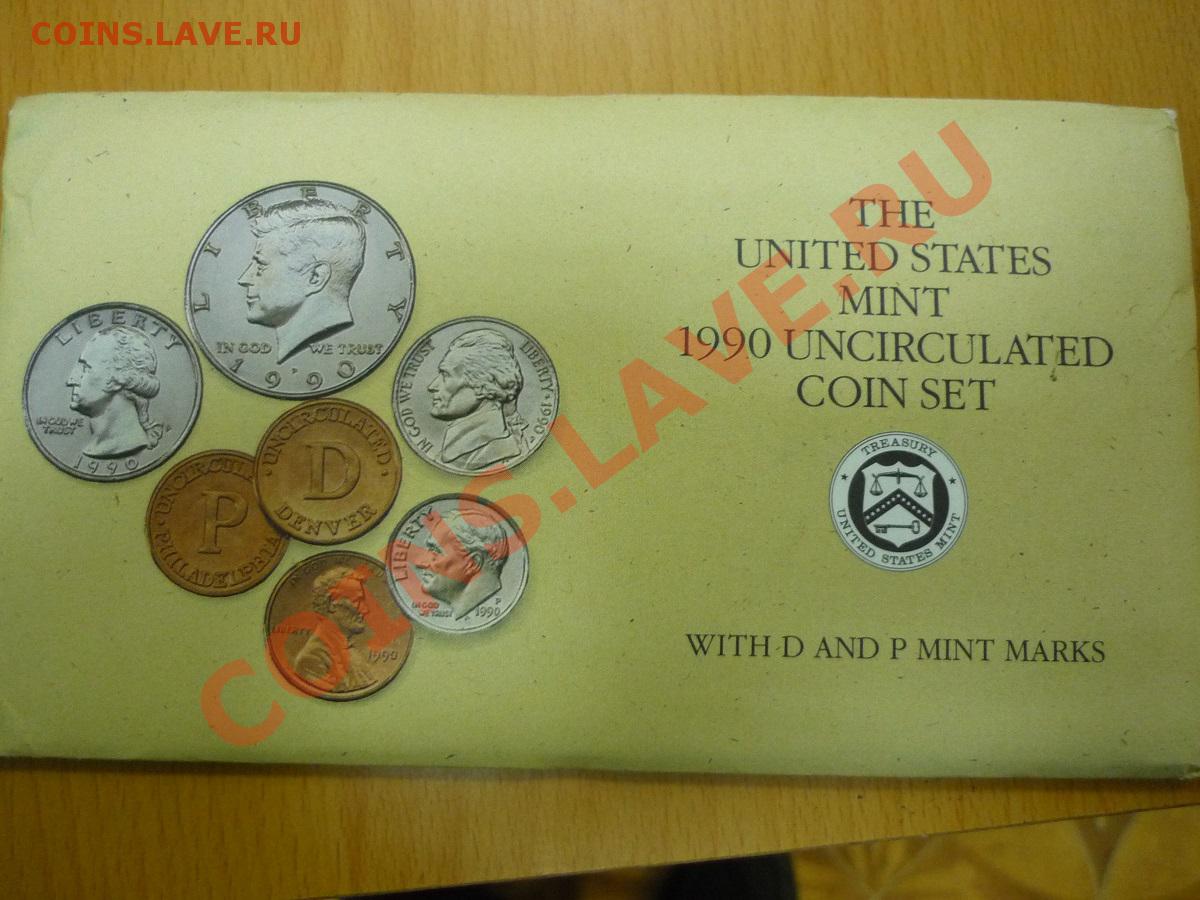 COINS.LAVE.RU
THE
UNITED STATES
MINT
1990 UNCIRCULATED
COIN SET
TREASURY
UNITED STATES MINT
WITH D AND P MINT MARKS
LIBERTY
IN GOD WE TRUST
P
1990
LIBERTY
IN GOD WE
TRUST
1990
IN GOD WE TRUST
LIBERTY • 1990
UNCIRCULATED
D
DENVER
UNCIRCUL
P
PHILADELPHIA
LIBERTY
IN GOD
WE TRUST
P
1990
LIBERTY
1990
COINS.LAVE.RU